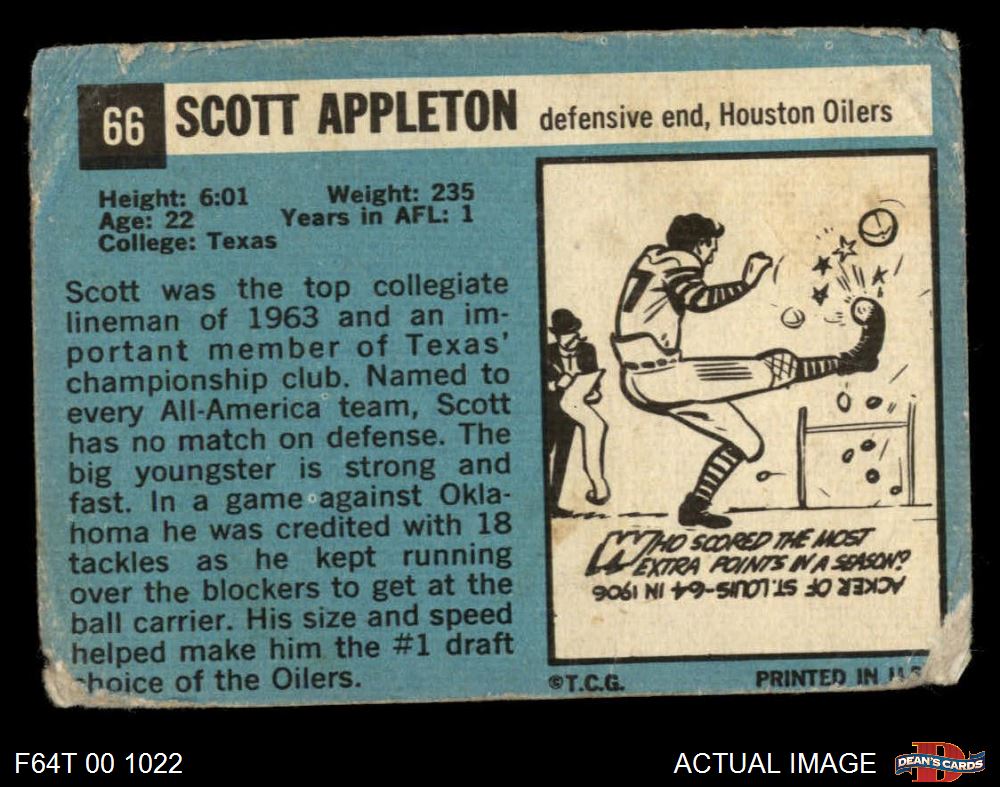 66 SCOTT APPLETON defensive end, Houston Oilers
Height: 6:01 Weight: 235
Age: 22 Years in AFL: 1
College: Texas
Scott was the top collegiate
lineman of 1963 and an im-
portant member of Texas'
championship club. Named to
every All-America team, Scott
has no match on defense. The
big youngster is strong and
fast. In a game against Okla-
homa he was credited with 18
tackles as he kept running
over the blockers to get at the
ball carrier. His size and speed
helped make him the #1 draft
choice of the Oilers.
7
WHO SCORED THE MOST
EXTRA POINTS IN A SEASON?
ACKER OF ST. LOUIS-64 IN 1906
©T.C.G. PRINTED IN U.S
F64T 00 1022
ACTUAL IMAGE
D
DEAN'S CARDS